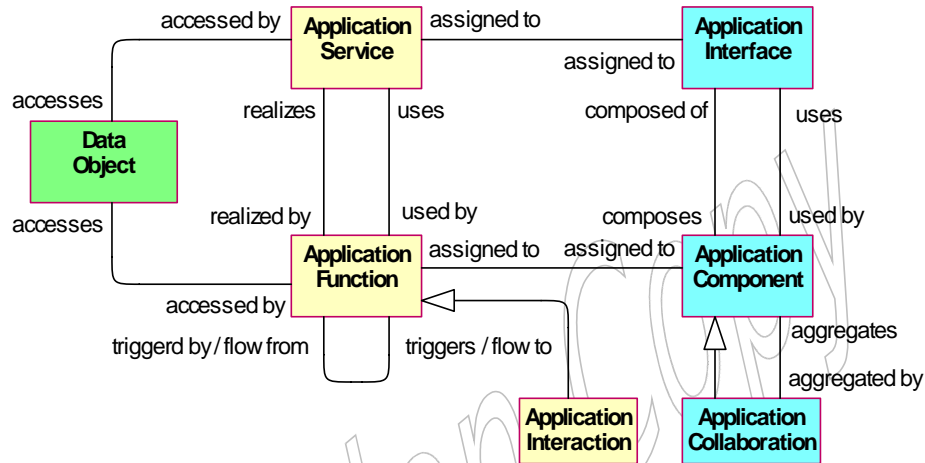 accessed by
Application
Service
assigned to
Application
Interface
assigned to
accesses
realizes
uses
composed of
uses
Data
Object
accesses
realized by
used by
composes
used by
Application
Function
assigned to
assigned to
Application
Component
accessed by
triggerd by / flow from
triggers / flow to
aggregates
aggregated by
Application
Interaction
Application
Collaboration